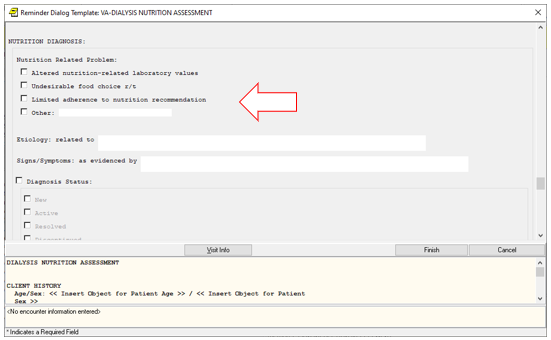 Reminder Dialog Template: VA-DIALYSIS NUTRITION ASSESSMENT
NUTRITION DIAGNOSIS:
Nutrition Related Problem:
Altered nutrition-related laboratory values
Undesirable food choice r/t
Limited adherence to nutrition recommendation
Other:
Etiology: related to
Signs/Symptoms: as evidenced by
Diagnosis Status:
New
Active
Resolved
Discontinued
Visit Info Finish Cancel
DIALYSIS NUTRITION ASSESSMENT
CLIENT HISTORY
Age/Sex: << Insert Object for Patient Age >> / << Insert Object for Patient
Sex >>
<No encounter information entered>
* Indicates a Required Field